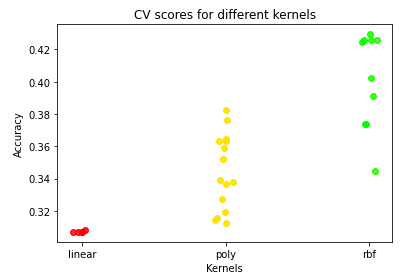 CV scores for different kernels
Accuracy
0.42
0.40
0.38
0.36
0.34
0.32
linear poly rbf
Kernels